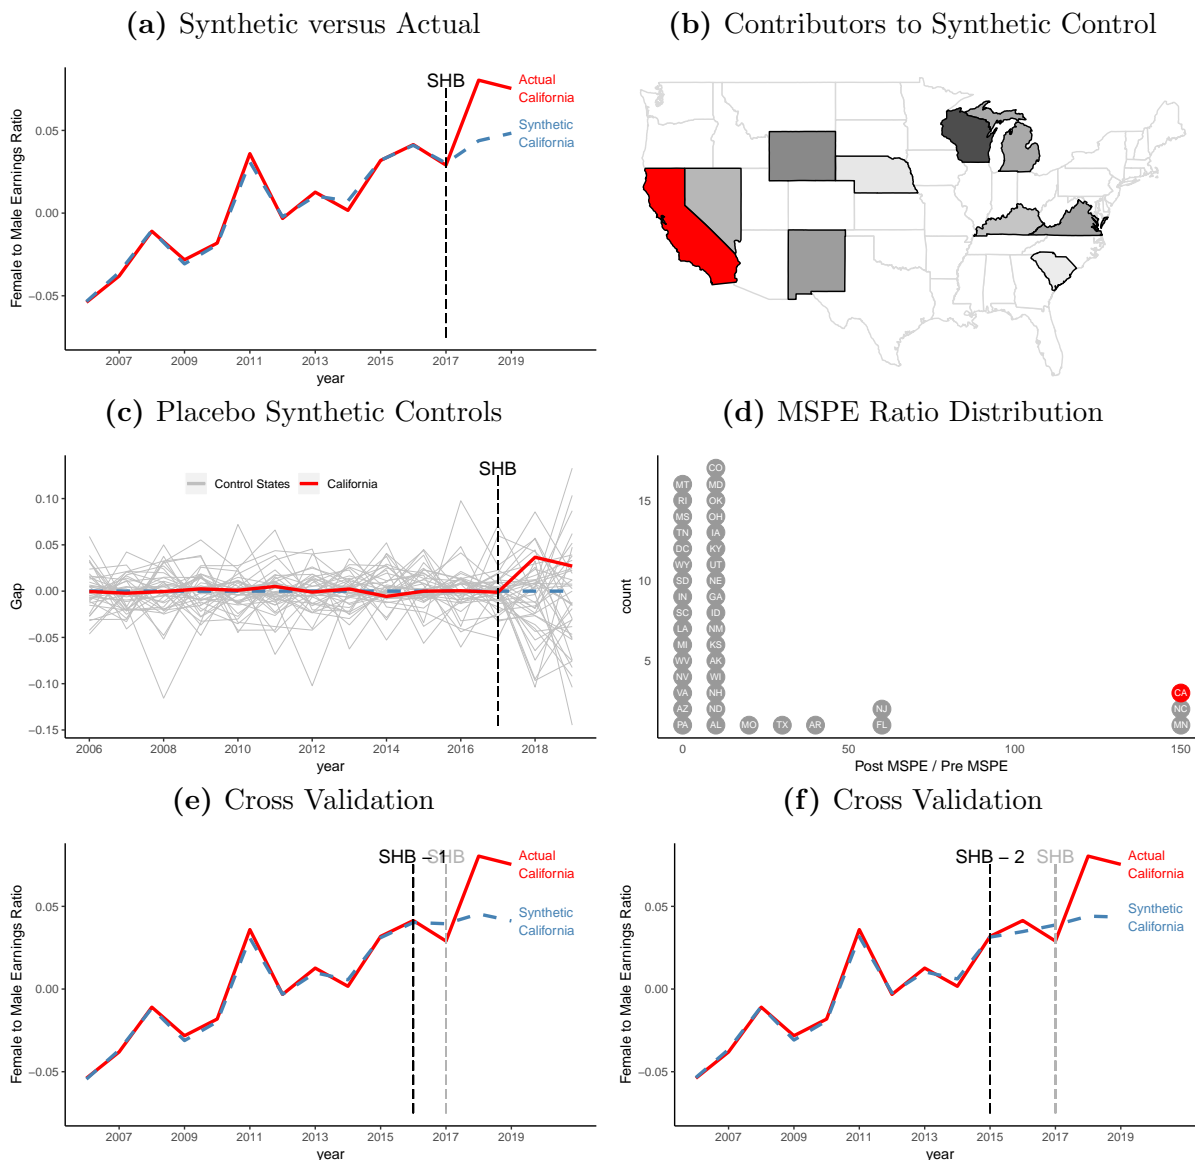 (a) Synthetic versus Actual
SHB
Actual
California
Synthetic
California
Female to Male Earnings Ratio
0.05
0.00
−0.05
2007 2009 2011 2013 2015 2017 2019
year
(b) Contributors to Synthetic Control
(c) Placebo Synthetic Controls
SHB
Control States California
Gap
0.10
0.05
0.00
−0.05
−0.10
−0.15
2006 2008 2010 2012 2014 2016 2018
year
(d) MSPE Ratio Distribution
count
15
10
5
CO
MT MD
RI OK
MS OH
TN IA
DC KY
WY UT
SD NE
IN GA
SC ID
LA NM
MI KS
WV AK
NV WI
VA NH CA
AZ ND NJ NC
PA AL MO TX AR FL MN
0 50 100 150
Post MSPE / Pre MSPE
(e) Cross Validation
SHB − 1 SHB
Actual
California
Synthetic
California
Female to Male Earnings Ratio
0.05
0.00
−0.05
2007 2009 2011 2013 2015 2017 2019
year
(f) Cross Validation
SHB − 2 SHB
Actual
California
Synthetic
California
Female to Male Earnings Ratio
0.05
0.00
−0.05
2007 2009 2011 2013 2015 2017 2019
year